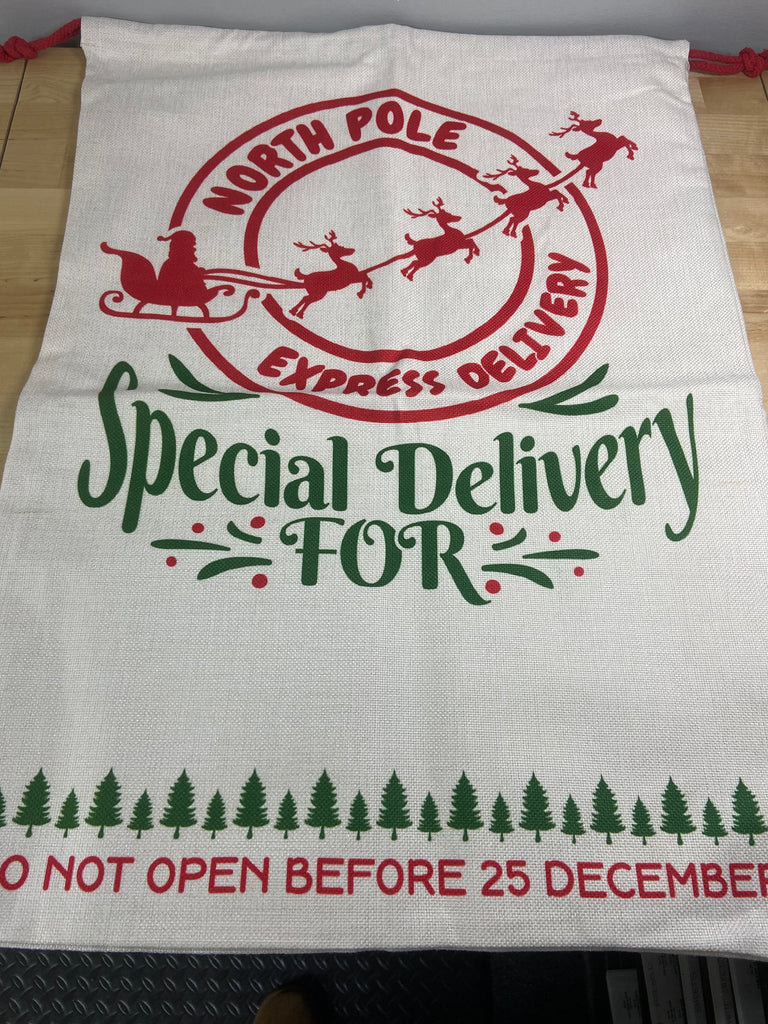 NORTH POLE
EXPRESS DELIVERY
Special Delivery
FOR
O NOT OPEN BEFORE 25 DECEMBER